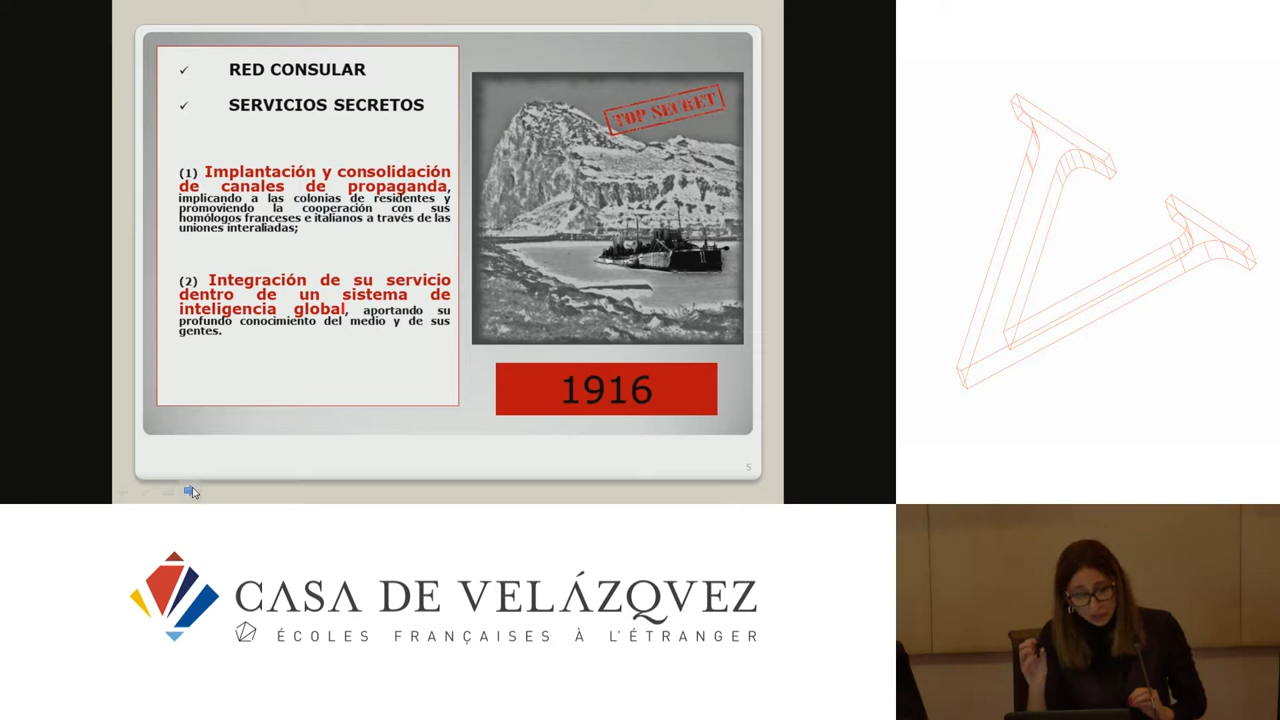 ✓ RED CONSULAR
✓ SERVICIOS SECRETOS
(1) Implantación y consolidación
de canales de propaganda,
implicando a las colonias de residentes y
promoviendo la cooperación con sus
homólogos franceses e italianos a través de las
uniones interaliadas;
(2) Integración de su servicio
dentro de un sistema de
inteligencia global, aportando su
profundo conocimiento del medio y de sus
gentes.
TOP SECRET
1916
5
CASA DE VELÁZQVEZ
ÉCOLES FRANÇAISES À L'ÉTRANGER